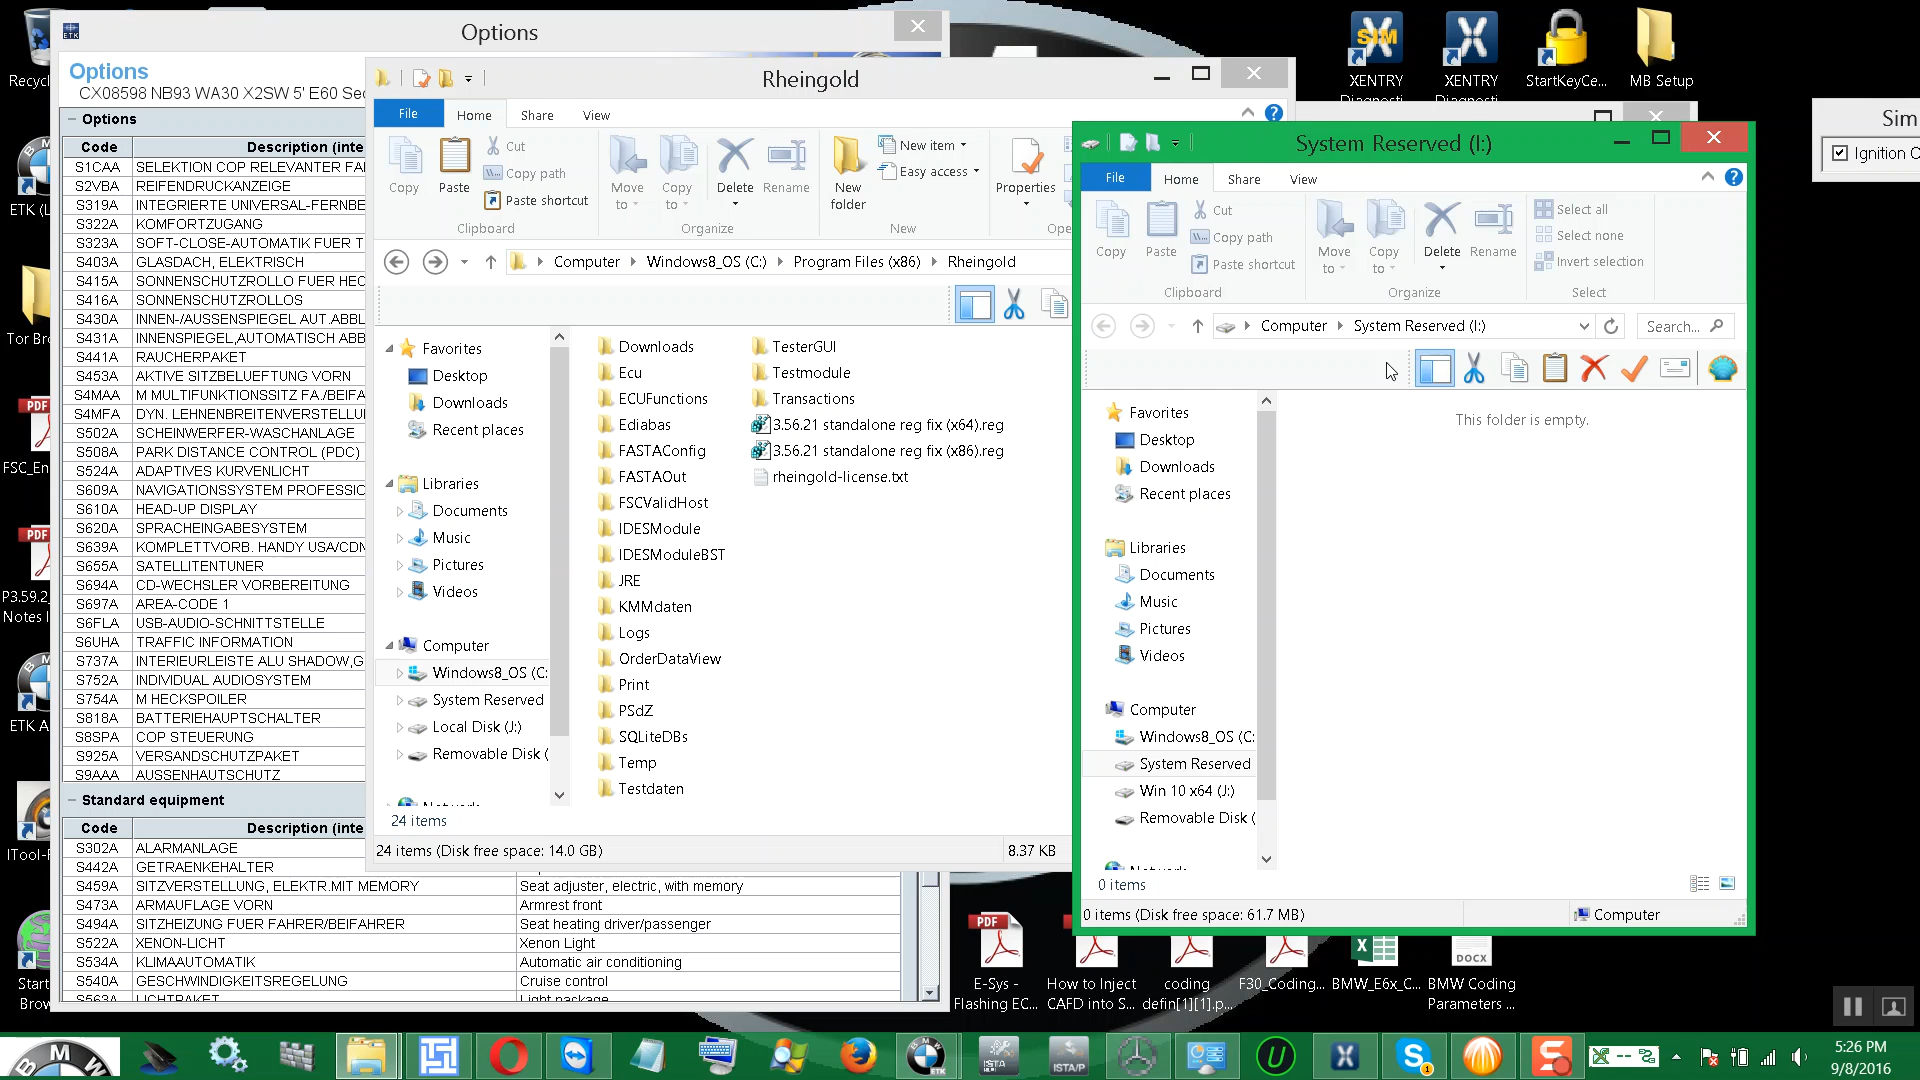 Options
Options
CX08598 NB93 WA30 X2SW 5' E60 Sec
Options
Code Description (inte
S1CAA SELEKTION COP RELEVANTER FA
S2VBA REIFENDRUCKANZEIGE
S319A INTEGRIERTE UNIVERSAL-FERNBE
S322A KOMFORTZUGANG
S323A SOFT-CLOSE-AUTOMATIK FUER T
S403A GLASDACH, ELEKTRISCH
S415A SONNENSCHUTZROLLO FUER HEC
S416A SONNENSCHUTZROLLOS
S430A INNEN-/AUSSENSPIEGEL AUT.ABBL
S431A INNENSPIEGEL,AUTOMATISCH ABB
S441A RAUCHERPAKET
S453A AKTIVE SITZBELUEFTUNG VORN
S4MAA M MULTIFUNKTIONSSITZ FA./BEIFA
S4MFA DYN. LEHNENBREITENVERSTELLU
S502A SCHEINWERFER-WASCHANLAGE
S508A PARK DISTANCE CONTROL (PDC)
S524A ADAPTIVES KURVENLICHT
S609A NAVIGATIONSSYSTEM PROFESSIO
S610A HEAD-UP DISPLAY
S620A SPRACHEINGABESYSTEM
S639A KOMPLETTVORB. HANDY USA/CDN
S655A SATELLITENTUNER
S694A CD-WECHSLER VORBEREITUNG
S697A AREA-CODE 1
S6FLA USB-AUDIO-SCHNITTSTELLE
S6UHA TRAFFIC INFORMATION
S737A INTERIEURLEISTE ALU SHADOW,G
S752A INDIVIDUAL AUDIOSYSTEM
S754A M HECKSPOILER
S818A BATTERIEHAUPTSCHALTER
S8SPA COP STEUERUNG
S925A VERSANDSCHUTZPAKET
S9AAA AUSSENHAUTSCHUTZ
Standard equipment
Code Description (inte
S302A ALARMANLAGE
S442A GETRAENKEHALTER
S459A SITZVERSTELLUNG, ELEKTR.MIT MEMORY Seat adjuster, electric, with memory
S473A ARMAUFLAGE VORN Armrest front
S494A SITZHEIZUNG FUER FAHRER/BEIFAHRER Seat heating driver/passenger
S522A XENON-LICHT Xenon Light
S534A KLIMAAUTOMATIK Automatic air conditioning
S540A GESCHWINDIGKEITSREGELUNG Cruise control
S563A LICHTPAKET Light package
Rheingold
File Home Share View
Copy
Paste
Cut
Copy path
Paste shortcut
Clipboard
Move to
Copy to
Delete
Rename
Organize
New folder
New item
Easy access
New
Properties
Ope
Computer Windows8_OS (C:) Program Files (x86) Rheingold
Favorites
Desktop
Downloads
Recent places
Libraries
Documents
Music
Pictures
Videos
Computer
Windows8_OS (C:
System Reserved
Local Disk (J:)
Removable Disk (
Network
Downloads
Ecu
ECUFunctions
Ediabas
FASTAConfig
FASTAOut
FSCValidHost
IDESModule
IDESModuleBST
JRE
KMMdaten
Logs
OrderDataView
Print
PSdZ
SQLiteDBs
Temp
Testdaten
TesterGUI
Testmodule
Transactions
3.56.21 standalone reg fix (x64).reg
3.56.21 standalone reg fix (x86).reg
rheingold-license.txt
24 items
24 items (Disk free space: 14.0 GB) 8.37 KB
System Reserved (I:)
File Home Share View
Copy
Paste
Cut
Copy path
Paste shortcut
Clipboard
Move to
Copy to
Delete
Rename
Organize
Select all
Select none
Invert selection
Select
Computer System Reserved (I:)
Search...
Favorites
Desktop
Downloads
Recent places
Libraries
Documents
Music
Pictures
Videos
Computer
Windows8_OS (C:
System Reserved
Win 10 x64 (J:)
Removable Disk (
Network
This folder is empty.
0 items
0 items (Disk free space: 61.7 MB) Computer
Recycl
ETK (L
Tor Bro
FSC_En
P3.59.2_
Notes I
ETK A
ITool-F
Start
Brow
XENTRY
Diagnosti
XENTRY
Diagnosti
StartKeyCe...
MB Setup
Sim
Ignition C
E-Sys -
Flashing EC...
How to Inject
CAFD into S...
coding
defin[1][1].p...
F30_Coding...
BMW_E6x_C...
BMW Coding
Parameters ...
5:26 PM
9/8/2016